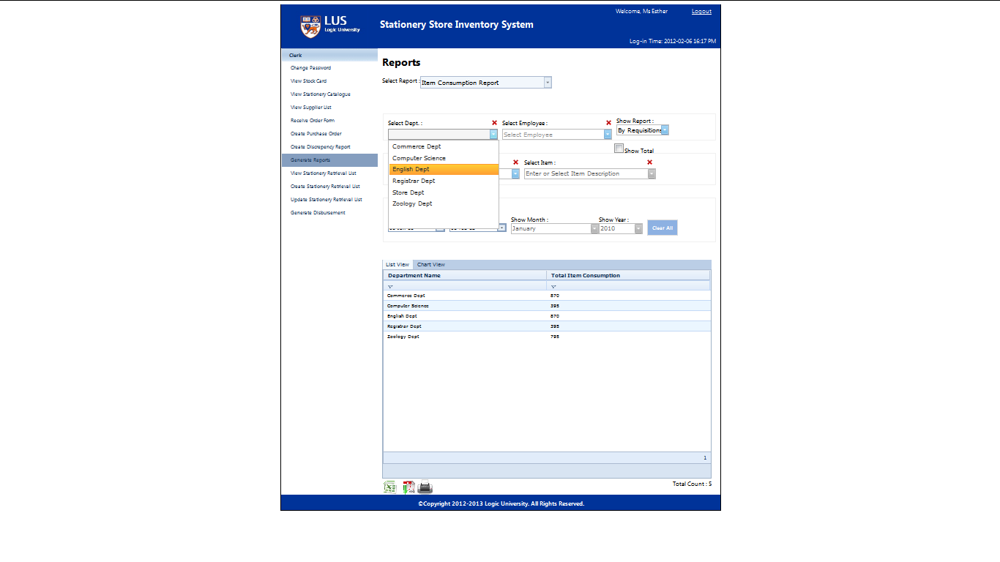 LUS
Logic University
Stationery Store Inventory System
Welcome, Ms Esther
Logout
Log-in Time: 2012-02-06 16:17 PM
Clerk
Change Password
View Stock Card
View Stationery Catalogue
View Supplier List
Receive Order Form
Create Purchase Order
Create Discrepancy Report
Generate Reports
View Stationery Retrieval List
Create Stationery Retrieval List
Update Stationery Retrieval List
Generate Disbursement
Reports
Select Report : Item Consumption Report
Select Dept. :
Select Employee :
Show Report :
Select Employee
By Requisitions
Show Total
Commerce Dept
Computer Science
English Dept
Registrar Dept
Store Dept
Zoology Dept
Select Item :
Enter or Select Item Description
Show Month :
Show Year :
January
2010
Clear All
List View
Chart View
Department Name
Total Item Consumption
Commerce Dept 870
Computer Science 395
English Dept 870
Registrar Dept 395
Zoology Dept 795
1
Total Count : 5
©Copyright 2012-2013 Logic University. All Rights Reserved.